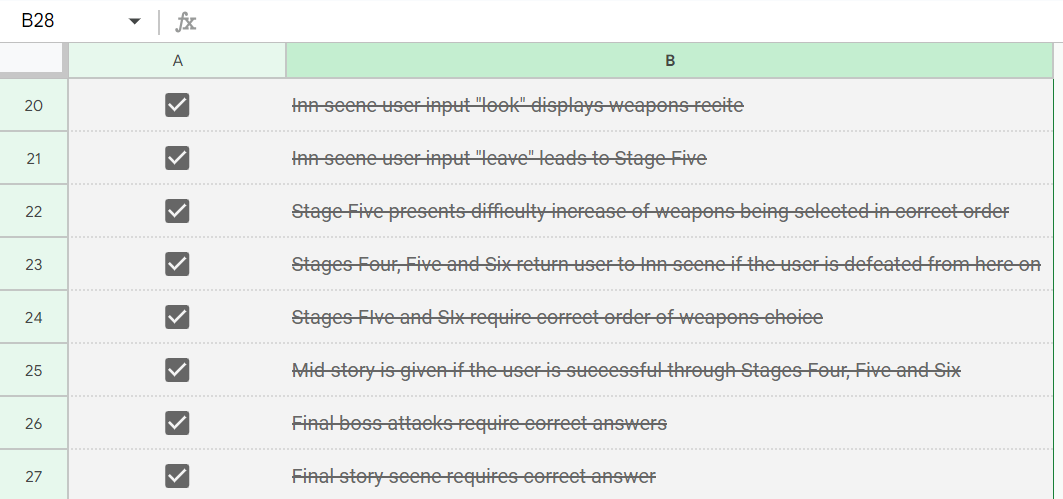 B28 fx
A B
20 Inn scene user input "look" displays weapons recite
21 Inn scene user input "leave" leads to Stage Five
22 Stage Five presents difficulty increase of weapons being selected in correct order
23 Stages Four, Five and Six return user to Inn scene if the user is defeated from here on
24 Stages FIve and SIx require correct order of weapons choice
25 Mid story is given if the user is successful through Stages Four, Five and Six
26 Final boss attacks require correct answers
27 Final story scene requires correct answer